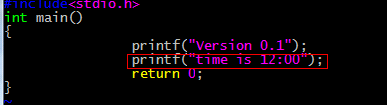 #include<stdio.h>
int main()
{
printf("Version 0.1");
printf("time is 12:00");
return 0;
}
~